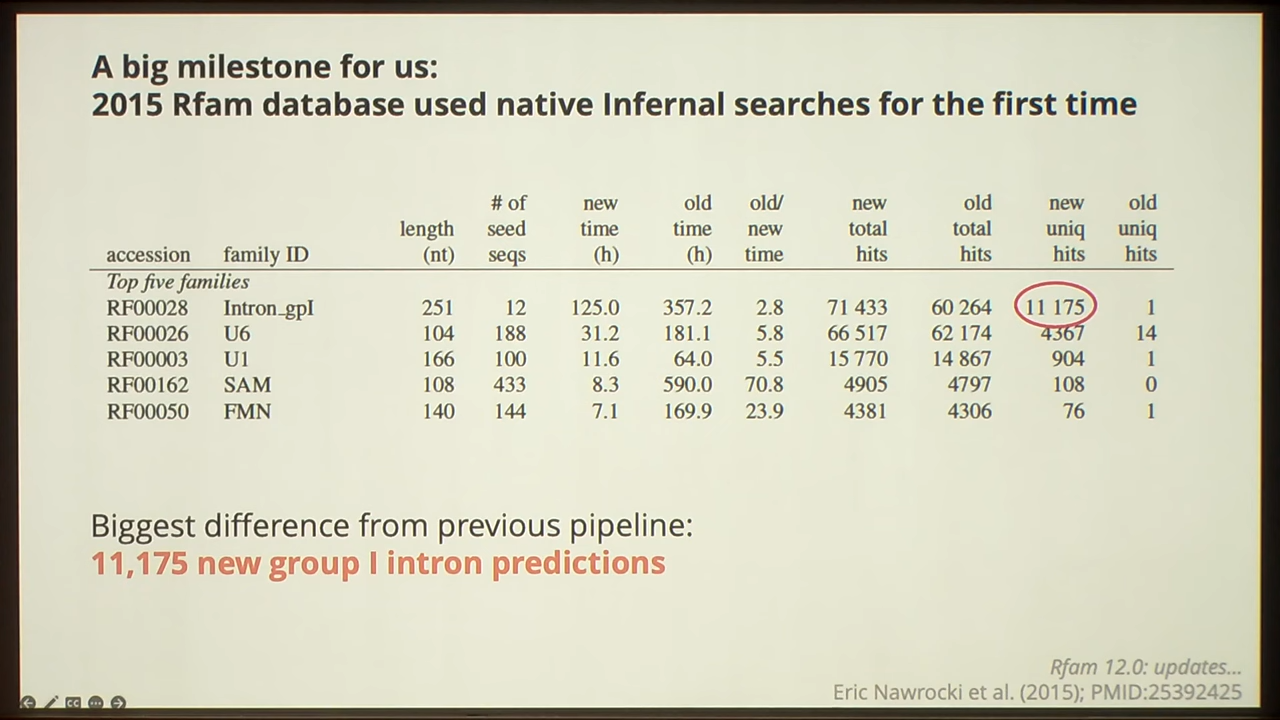 A big milestone for us:
2015 Rfam database used native Infernal searches for the first time
# of new old old/ new old new old
length seed time time new total total uniq uniq
accession family ID (nt) seqs (h) (h) time hits hits hits hits
Top five families
RF00028 Intron_gpI 251 12 125.0 357.2 2.8 71 433 60 264 11 175 1
RF00026 U6 104 188 31.2 181.1 5.8 66 517 62 174 4367 14
RF00003 U1 166 100 11.6 64.0 5.5 15 770 14 867 904 1
RF00162 SAM 108 433 8.3 590.0 70.8 4905 4797 108 0
RF00050 FMN 140 144 7.1 169.9 23.9 4381 4306 76 1
Biggest difference from previous pipeline:
11,175 new group I intron predictions
Rfam 12.0: updates...
Eric Nawrocki et al. (2015); PMID:25392425